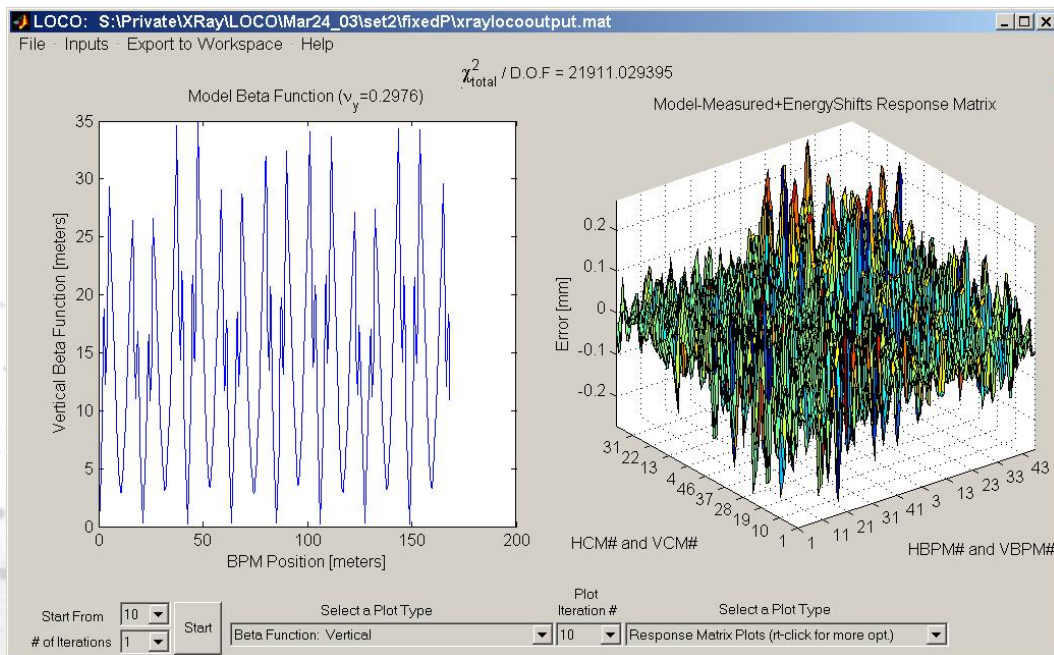 LOCO: S:\Private\XRay\LOCO\Mar24_03\set2\fixedP\xraylocooutput.mat
File · Inputs · Export to Workspace · Help
χ²total / D.O.F = 21911.029395
Model Beta Function (νy=0.2976)
35
30
25
20
15
10
5
0
Vertical Beta Function [meters]
0 50 100 150 200
BPM Position [meters]
Model-Measured+EnergyShifts Response Matrix
0.2
0.1
0
-0.1
-0.2
Error [mm]
31 22 13 4 46 37 28 19 10 1
1 11 21 31 41 3 13 23 33 43
HCM# and VCM#
HBPM# and VBPM#
Start From 10
# of Iterations 1
Start
Select a Plot Type
Beta Function: Vertical
Plot
Iteration #
10
Select a Plot Type
Response Matrix Plots (rt-click for more opt.)